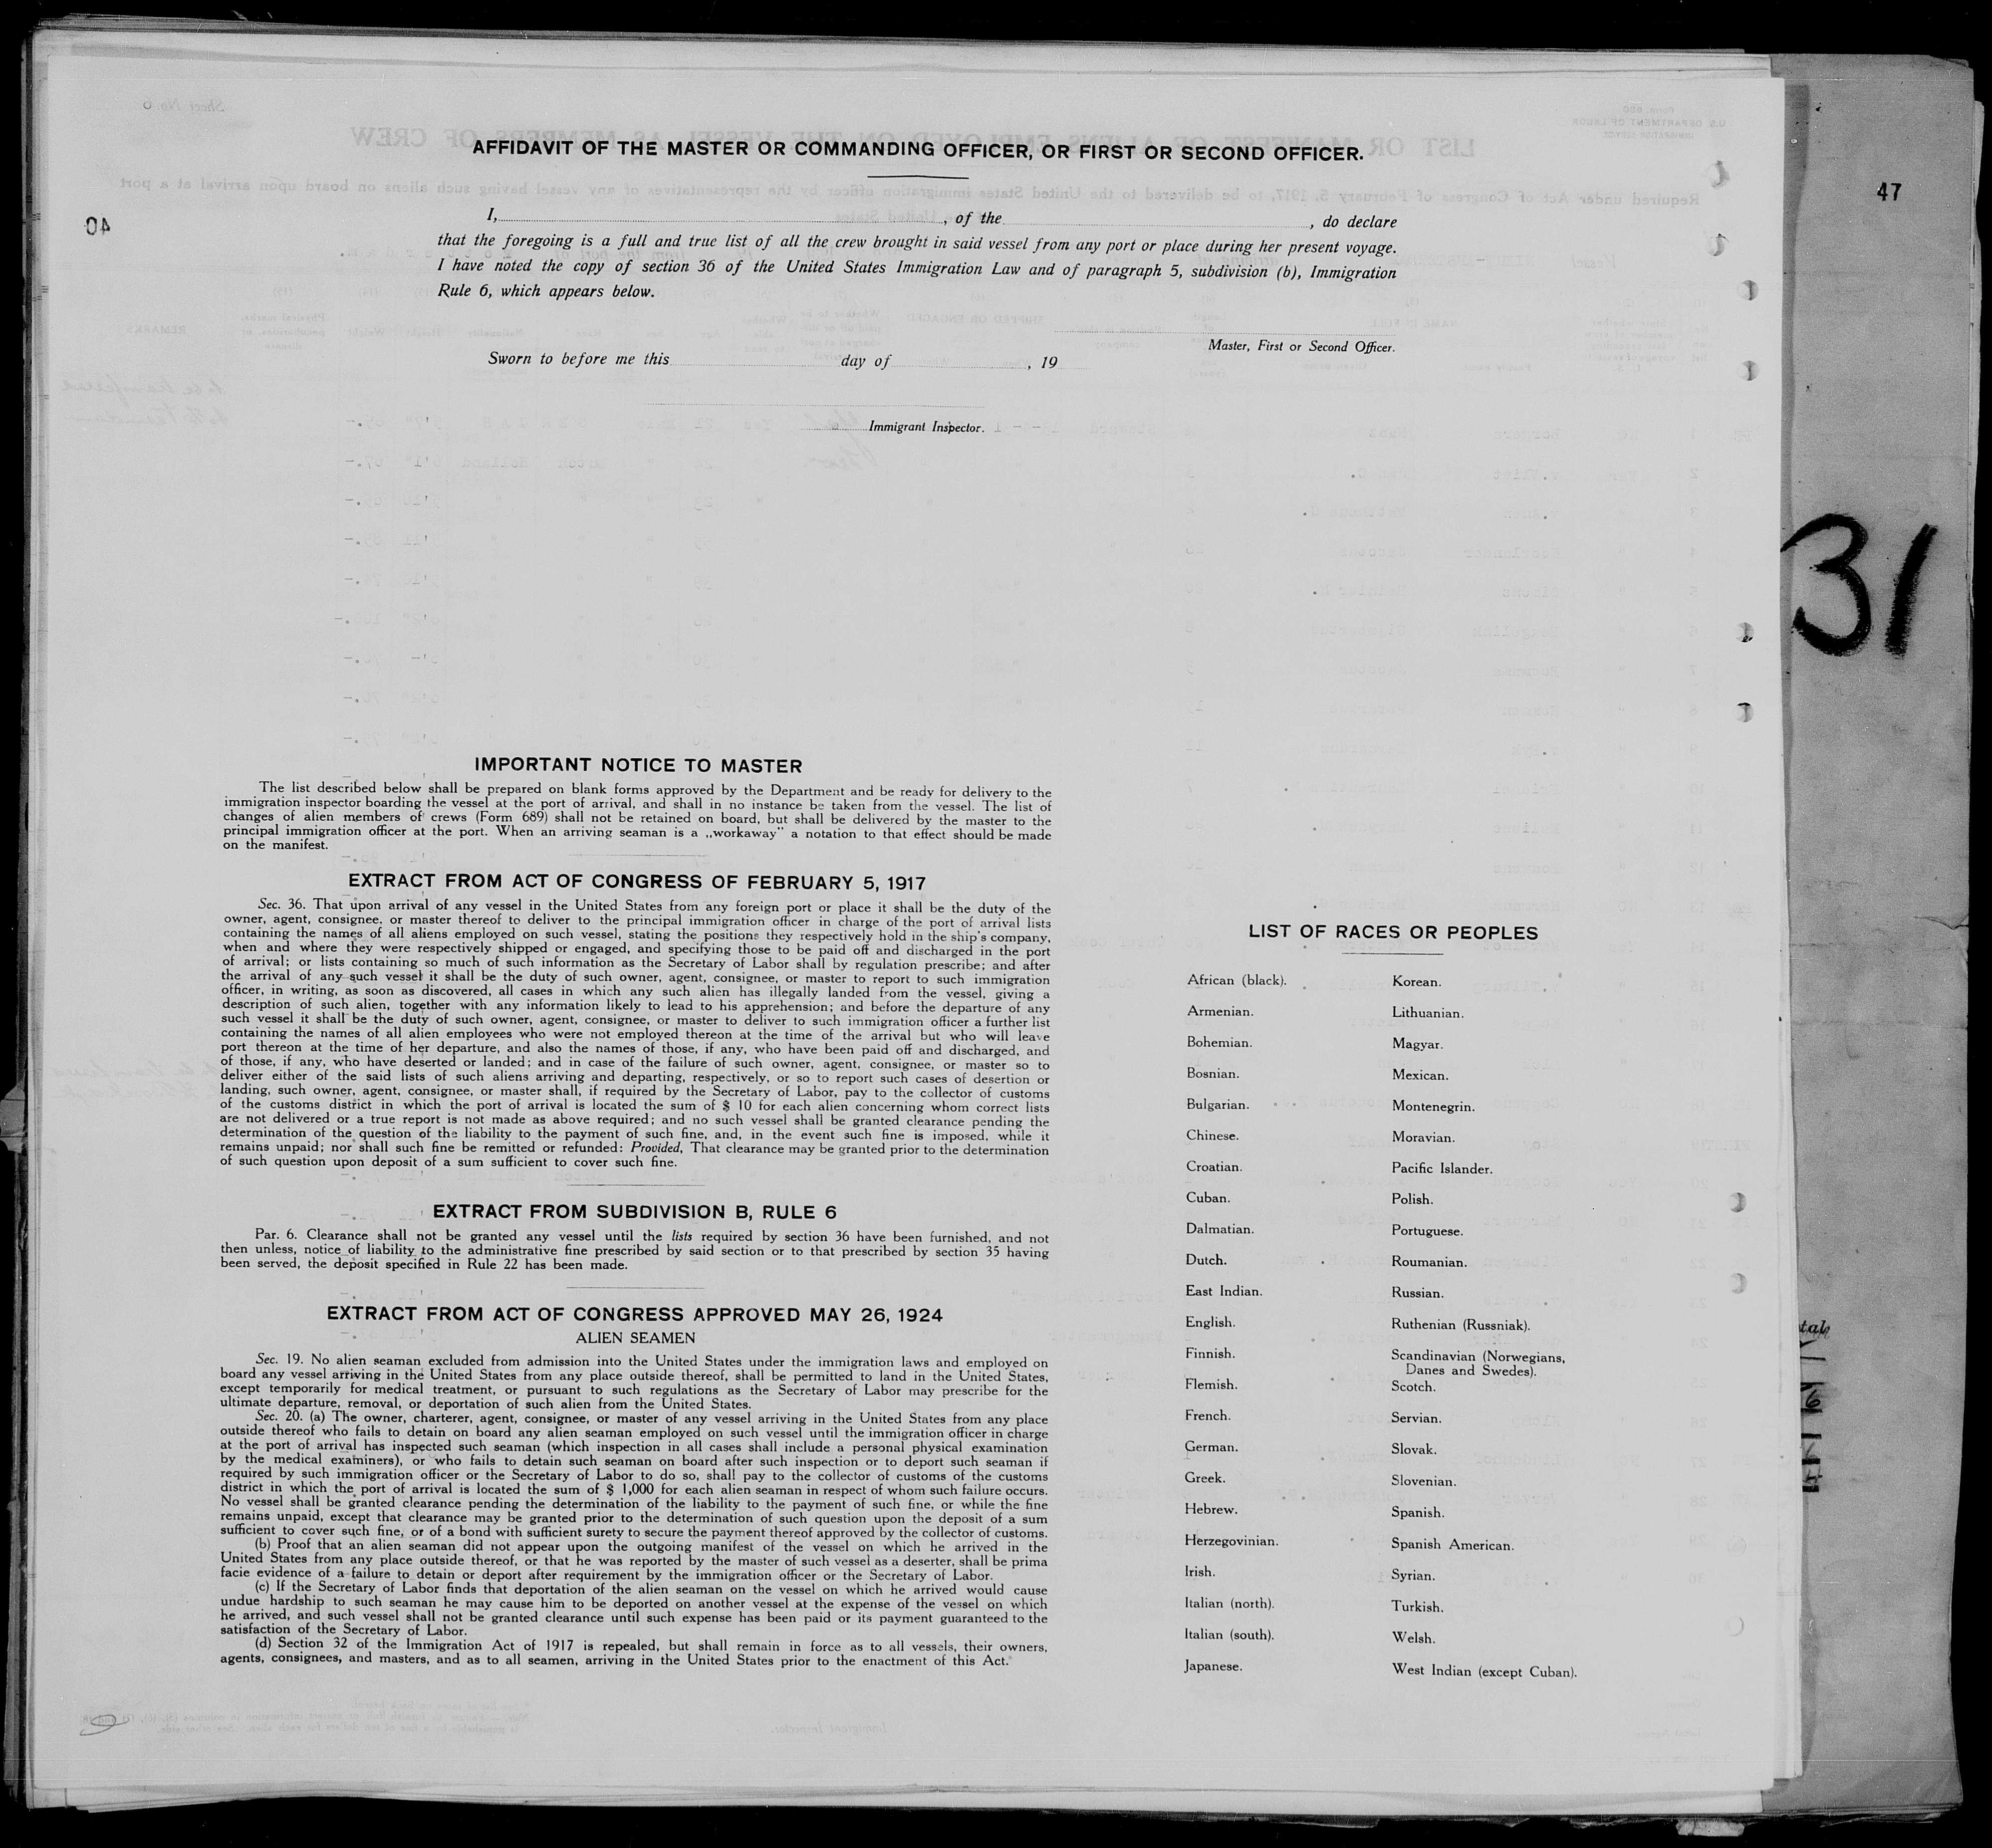 AFFIDAVIT OF THE MASTER OR COMMANDING OFFICER, OR FIRST OR SECOND OFFICER.
47
40
I, , of the , do declare
that the foregoing is a full and true list of all the crew brought in said vessel from any port or place during her present voyage.
I have noted the copy of section 36 of the United States Immigration Law and of paragraph 5, subdivision (b), Immigration
Rule 6, which appears below.
Master, First or Second Officer.
Sworn to before me this day of , 19
Immigrant Inspector.
31
IMPORTANT NOTICE TO MASTER
The list described below shall be prepared on blank forms approved by the Department and be ready for delivery to the
immigration inspector boarding the vessel at the port of arrival, and shall in no instance be taken from the vessel. The list of
changes of alien members of crews (Form 689) shall not be retained on board, but shall be delivered by the master to the
principal immigration officer at the port. When an arriving seaman is a „workaway” a notation to that effect should be made
on the manifest.
EXTRACT FROM ACT OF CONGRESS OF FEBRUARY 5, 1917
Sec. 36. That upon arrival of any vessel in the United States from any foreign port or place it shall be the duty of the
owner, agent, consignee. or master thereof to deliver to the principal immigration officer in charge of the port of arrival lists
containing the names of all aliens employed on such vessel, stating the positions they respectively hold in the ship's company,
when and where they were respectively shipped or engaged, and specifying those to be paid off and discharged in the port
of arrival; or lists containing so much of such information as the Secretary of Labor shall by regulation prescribe; and after
the arrival of any such vessel it shall be the duty of such owner, agent, consignee, or master to report to such immigration
officer, in writing, as soon as discovered, all cases in which any such alien has illegally landed from the vessel, giving a
description of such alien, together with any information likely to lead to his apprehension; and before the departure of any
such vessel it shall be the duty of such owner, agent, consignee, or master to deliver to such immigration officer a further list
containing the names of all alien employees who were not employed thereon at the time of the arrival but who will leave
port thereon at the time of her departure, and also the names of those, if any, who have been paid off and discharged, and
of those, if any, who have deserted or landed; and in case of the failure of such owner, agent, consignee, or master so to
deliver either of the said lists of such aliens arriving and departing, respectively, or so to report such cases of desertion or
landing, such owner, agent, consignee, or master shall, if required by the Secretary of Labor, pay to the collector of customs
of the customs district in which the port of arrival is located the sum of $ 10 for each alien concerning whom correct lists
are not delivered or a true report is not made as above required; and no such vessel shall be granted clearance pending the
determination of the question of the liability to the payment of such fine, and, in the event such fine is imposed, while it
remains unpaid; nor shall such fine be remitted or refunded: Provided, That clearance may be granted prior to the determination
of such question upon deposit of a sum sufficient to cover such fine.
EXTRACT FROM SUBDIVISION B, RULE 6
Par. 6. Clearance shall not be granted any vessel until the lists required by section 36 have been furnished, and not
then unless, notice of liability to the administrative fine prescribed by said section or to that prescribed by section 35 having
been served, the deposit specified in Rule 22 has been made.
EXTRACT FROM ACT OF CONGRESS APPROVED MAY 26, 1924
ALIEN SEAMEN
Sec. 19. No alien seaman excluded from admission into the United States under the immigration laws and employed on
board any vessel arriving in the United States from any place outside thereof, shall be permitted to land in the United States,
except temporarily for medical treatment, or pursuant to such regulations as the Secretary of Labor may prescribe for the
ultimate departure, removal, or deportation of such alien from the United States.
Sec. 20. (a) The owner, charterer, agent, consignee, or master of any vessel arriving in the United States from any place
outside thereof who fails to detain on board any alien seaman employed on such vessel until the immigration officer in charge
at the port of arrival has inspected such seaman (which inspection in all cases shall include a personal physical examination
by the medical examiners), or who fails to detain such seaman on board after such inspection or to deport such seaman if
required by such immigration officer or the Secretary of Labor to do so, shall pay to the collector of customs of the customs
district in which the port of arrival is located the sum of $ 1,000 for each alien seaman in respect of whom such failure occurs.
No vessel shall be granted clearance pending the determination of the liability to the payment of such fine, or while the fine
remains unpaid, except that clearance may be granted prior to the determination of such question upon the deposit of a sum
sufficient to cover such fine, or of a bond with sufficient surety to secure the payment thereof approved by the collector of customs.
(b) Proof that an alien seaman did not appear upon the outgoing manifest of the vessel on which he arrived in the
United States from any place outside thereof, or that he was reported by the master of such vessel as a deserter, shall be prima
facie evidence of a failure to detain or deport after requirement by the immigration officer or the Secretary of Labor.
(c) If the Secretary of Labor finds that deportation of the alien seaman on the vessel on which he arrived would cause
undue hardship to such seaman he may cause him to be deported on another vessel at the expense of the vessel on which
he arrived, and such vessel shall not be granted clearance until such expense has been paid or its payment guaranteed to the
satisfaction of the Secretary of Labor.
(d) Section 32 of the Immigration Act of 1917 is repealed, but shall remain in force as to all vessels, their owners,
agents, consignees, and masters, and as to all seamen, arriving in the United States prior to the enactment of this Act.
LIST OF RACES OR PEOPLES
African (black).
Armenian.
Bohemian.
Bosnian.
Bulgarian.
Chinese.
Croatian.
Cuban.
Dalmatian.
Dutch.
East Indian.
English.
Finnish.
Flemish.
French.
German.
Greek.
Hebrew.
Herzegovinian.
Irish.
Italian (north).
Italian (south).
Japanese.
Korean.
Lithuanian.
Magyar.
Mexican.
Montenegrin.
Moravian.
Pacific Islander.
Polish.
Portuguese.
Roumanian.
Russian.
Ruthenian (Russniak).
Scandinavian (Norwegians,
Danes and Swedes).
Scotch.
Servian.
Slovak.
Slovenian.
Spanish.
Spanish American.
Syrian.
Turkish.
Welsh.
West Indian (except Cuban).